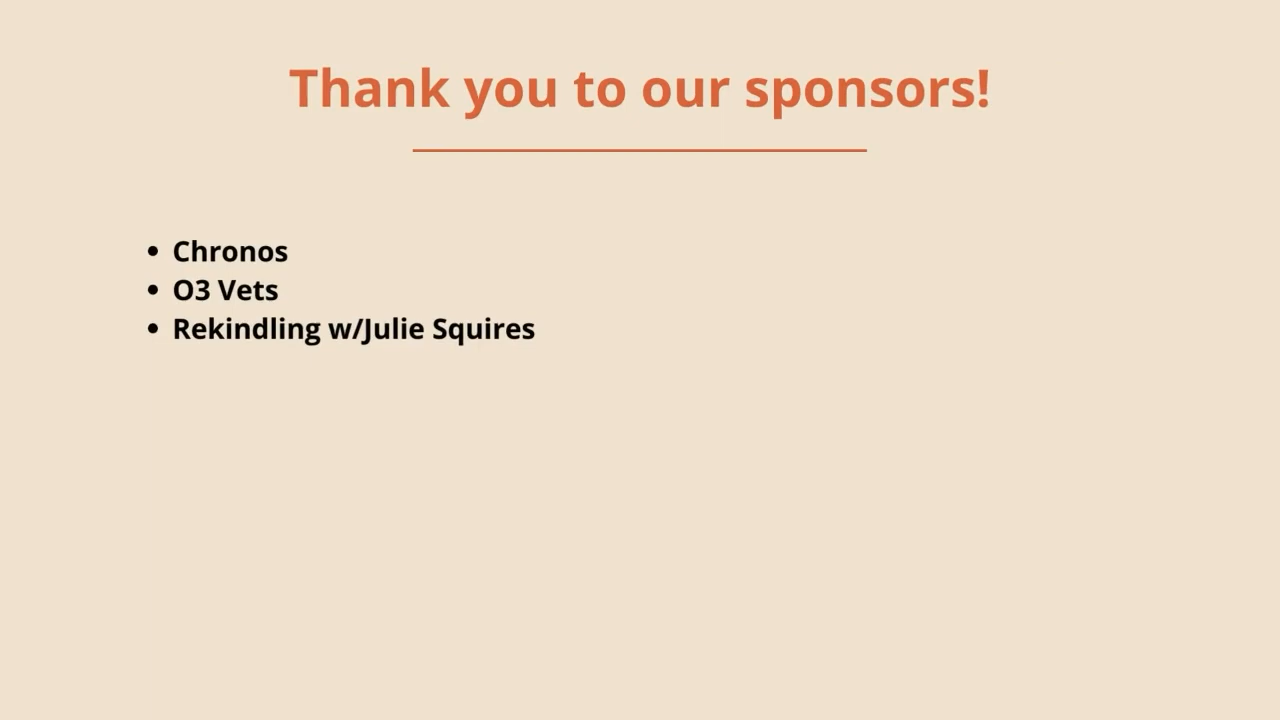 Thank you to our sponsors!
• Chronos
• O3 Vets
• Rekindling w/Julie Squires